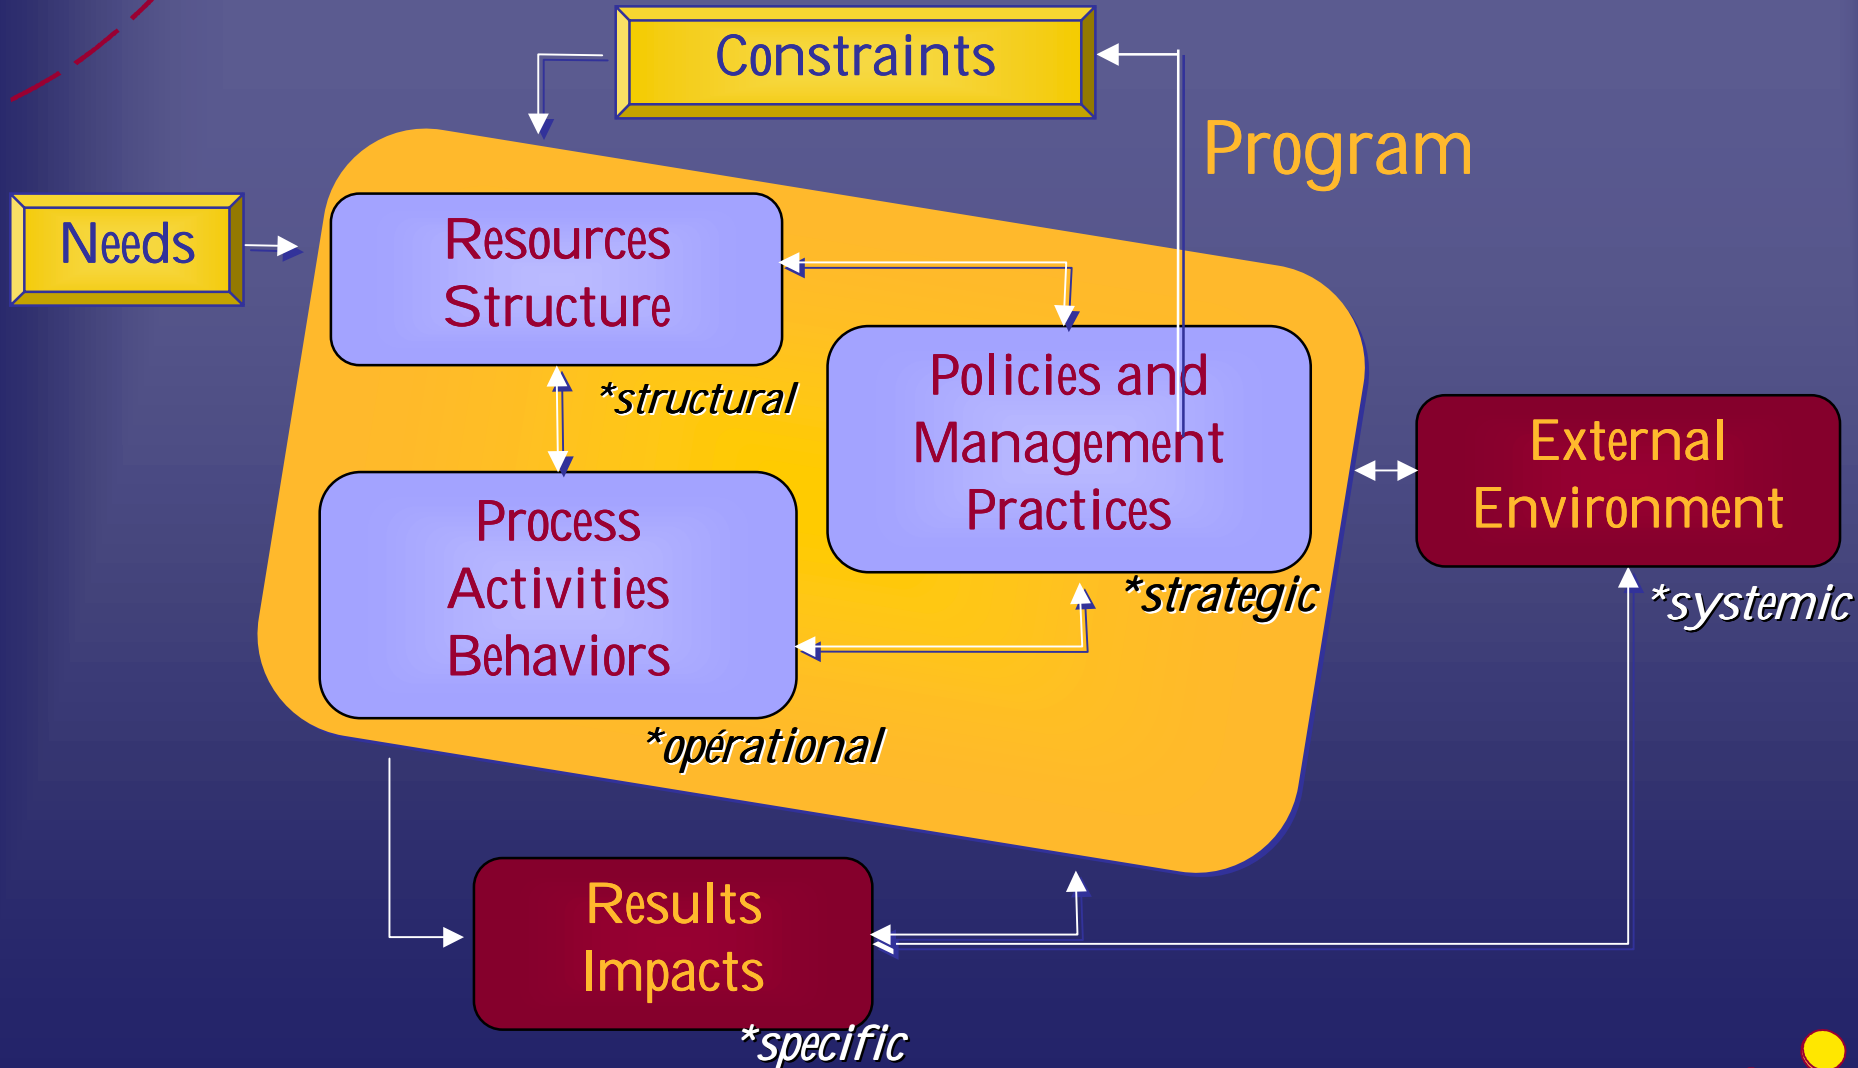 Constraints
Program
Needs
Resources
Structure
*structural
Policies and
Management
Practices
*strategic
External
Environment
*systemic
Process
Activities
Behaviors
*opérational
Results
Impacts
*specific